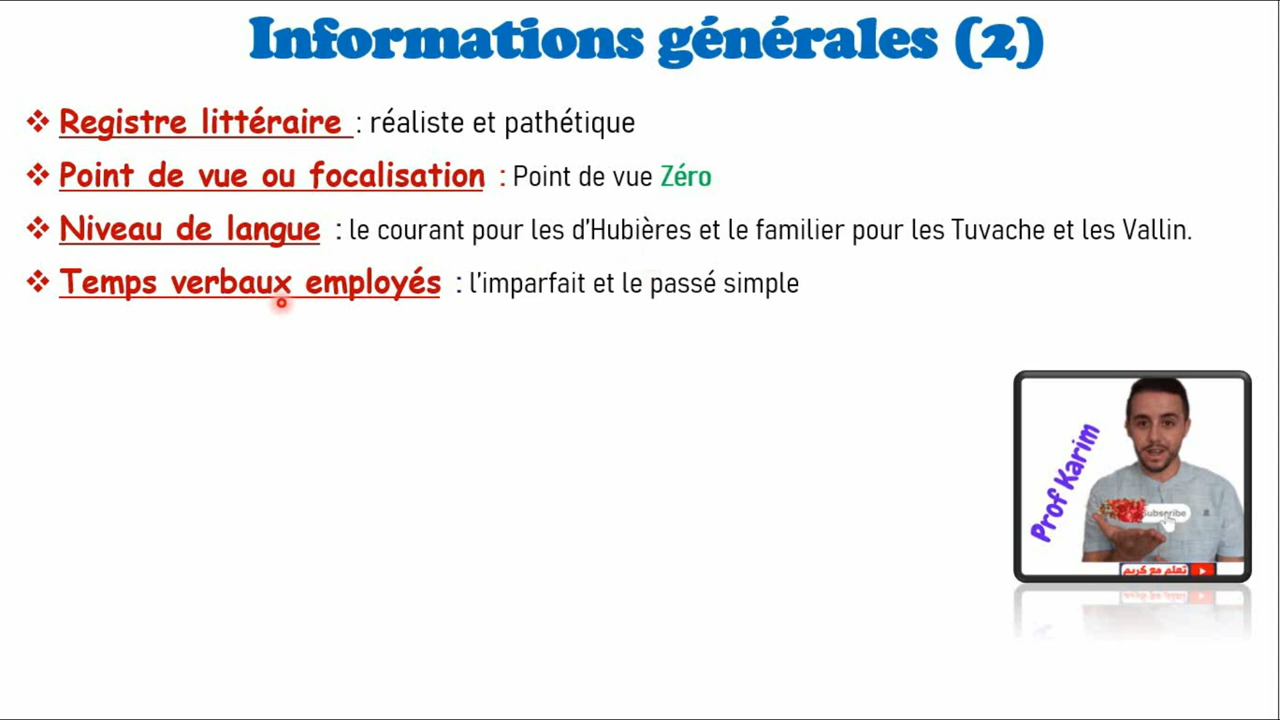 Informations générales (2)
❖ Registre littéraire : réaliste et pathétique
❖ Point de vue ou focalisation : Point de vue Zéro
❖ Niveau de langue : le courant pour les d’Hubières et le familier pour les Tuvache et les Vallin.
❖ Temps verbaux employés : l’imparfait et le passé simple
Prof Karim
Subscribe
تعلم مع كريم